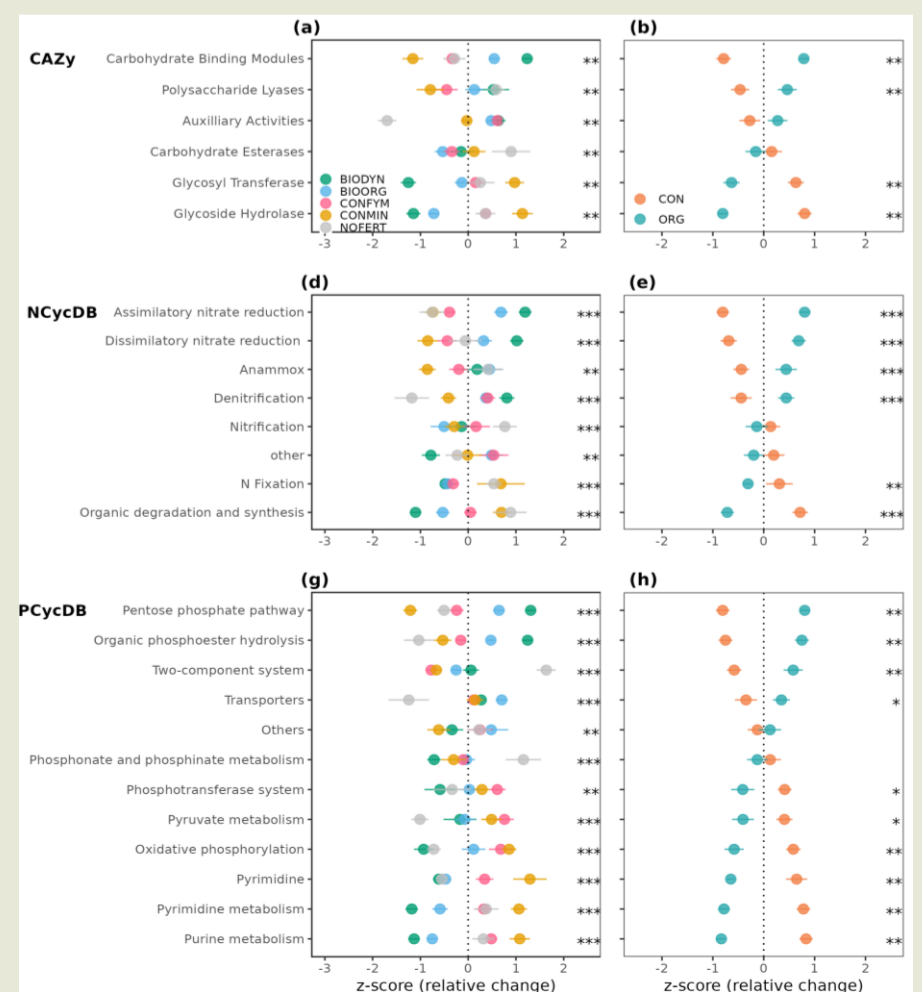 (a) (b)
CAZy Carbohydrate Binding Modules ** **
Polysaccharide Lyases ** **
Auxilliary Activities **
Carbohydrate Esterases **
Glycosyl Transferase ** **
Glycoside Hydrolase ** **
BIODYN
BIOORG
CONFYM
CONMIN
NOFERT
CON
ORG
-3 -2 -1 0 1 2 -2 -1 0 1 2
(d) (e)
NCycDB Assimilatory nitrate reduction *** ***
Dissimilatory nitrate reduction *** ***
Anammox ** ***
Denitrification *** ***
Nitrification ***
other **
N Fixation *** **
Organic degradation and synthesis *** ***
-3 -2 -1 0 1 2 -2 -1 0 1 2
(g) (h)
PCycDB Pentose phosphate pathway *** **
Organic phosphoester hydrolysis *** **
Two-component system *** **
Transporters *** *
Others **
Phosphonate and phosphinate metabolism ***
Phosphotransferase system ** *
Pyruvate metabolism *** *
Oxidative phosphorylation *** **
Pyrimidine *** **
Pyrimidine metabolism *** **
Purine metabolism *** **
-3 -2 -1 0 1 2 -2 -1 0 1 2
z-score (relative change) z-score (relative change)